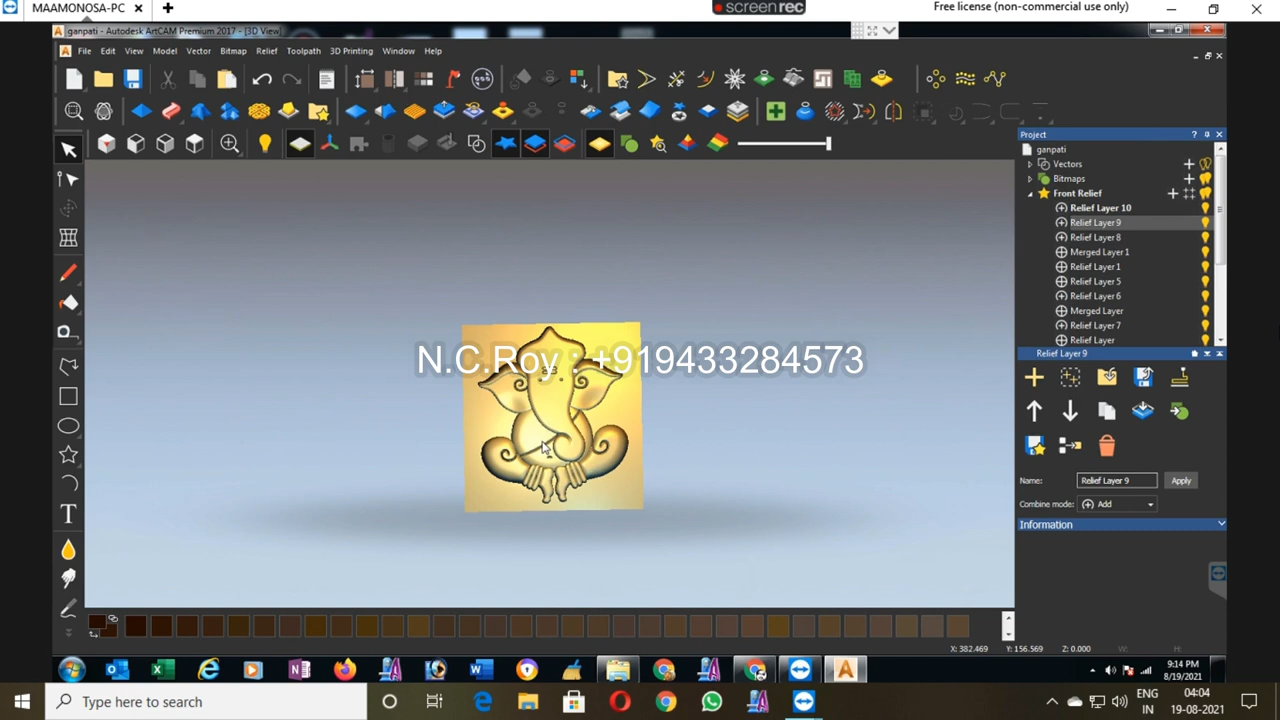 MAAMONOSA-PC
screenrec
Free license (non-commercial use only)
ganpati - Autodesk ArtCAM Premium 2017 - [3D View]
File Edit View Model Vector Bitmap Relief Toolpath 3D Printing Window Help
Project
ganpati
Vectors
Bitmaps
Front Relief
Relief Layer 10
Relief Layer 9
Relief Layer 8
Merged Layer 1
Relief Layer 1
Relief Layer 5
Relief Layer 6
Merged Layer
Relief Layer 7
Relief Layer
Relief Layer 9
N.C.Roy : +919433284573
Name: Relief Layer 9 Apply
Combine mode: Add
Information
X: 382.469 Y: 156.569 Z: 0.000 W: H:
9:14 PM
8/19/2021
Type here to search
ENG
IN
04:04
19-08-2021